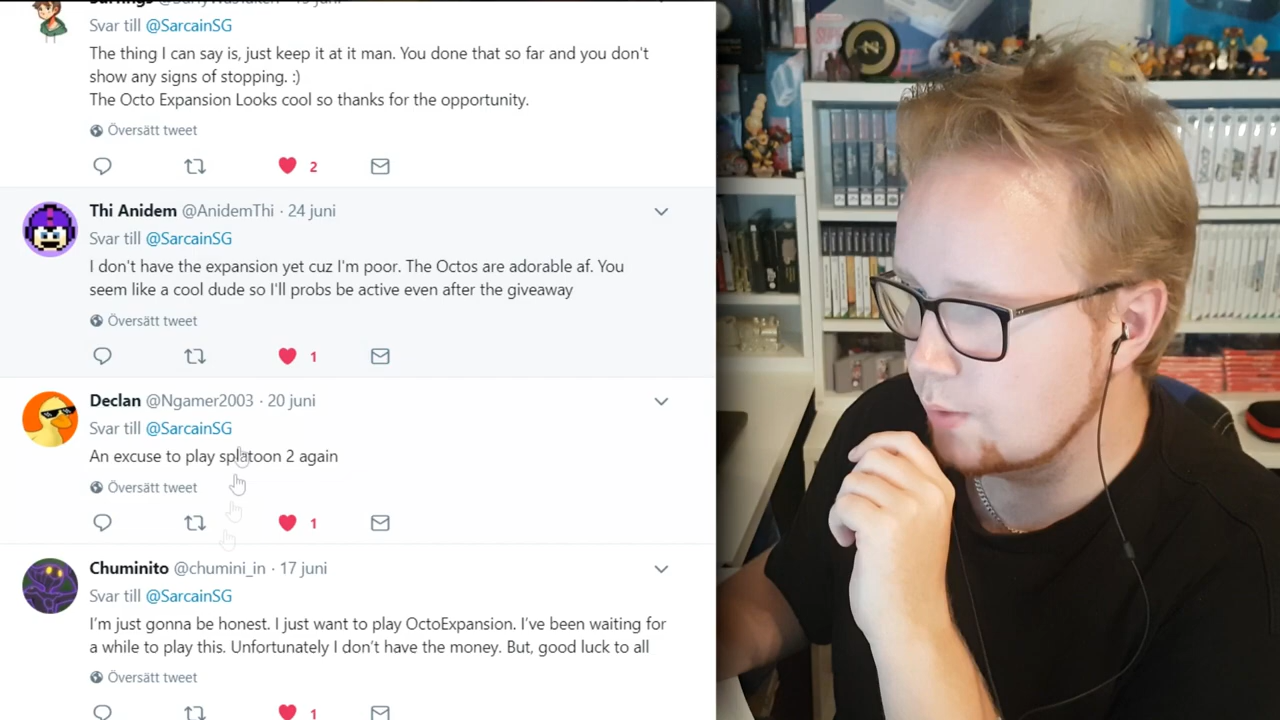 Svar till @SarcainSG
The thing I can say is, just keep it at it man. You done that so far and you don't
show any signs of stopping. :)
The Octo Expansion Looks cool so thanks for the opportunity.
Översätt tweet
2
Thi Anidem @AnidemThi · 24 juni
Svar till @SarcainSG
I don't have the expansion yet cuz I'm poor. The Octos are adorable af. You
seem like a cool dude so I'll probs be active even after the giveaway
Översätt tweet
1
Declan @Ngamer2003 · 20 juni
Svar till @SarcainSG
An excuse to play splatoon 2 again
Översätt tweet
1
Chuminito @chumini_in · 17 juni
Svar till @SarcainSG
I'm just gonna be honest. I just want to play OctoExpansion. I've been waiting for
a while to play this. Unfortunately I don't have the money. But, good luck to all
Översätt tweet
1